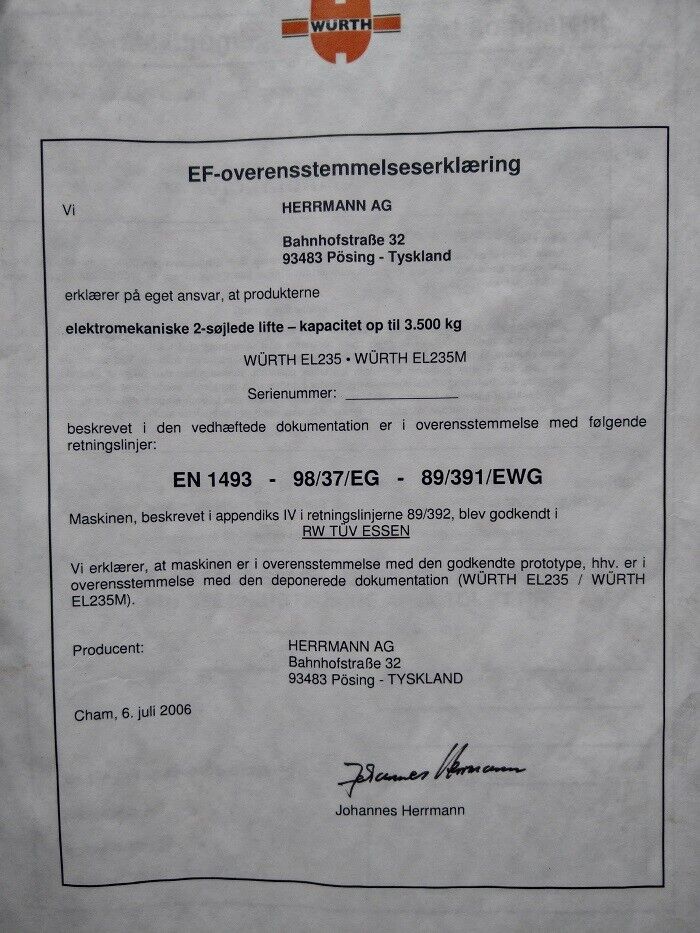 WÜRTH
EF-overensstemmelseserklæring
Vi HERRMANN AG
Bahnhofstraße 32
93483 Pösing - Tyskland
erklærer på eget ansvar, at produkterne
elektromekaniske 2-søjlede lifte – kapacitet op til 3.500 kg
WÜRTH EL235 • WÜRTH EL235M
Serienummer: _______________
beskrevet i den vedhæftede dokumentation er i overensstemmelse med følgende
retningslinjer:
EN 1493 - 98/37/EG - 89/391/EWG
Maskinen, beskrevet i appendiks IV i retningslinjerne 89/392, blev godkendt i
RW TÜV ESSEN
Vi erklærer, at maskinen er i overensstemmelse med den godkendte prototype, hhv. er i
overensstemmelse med den deponerede dokumentation (WÜRTH EL235 / WÜRTH
EL235M).
Producent: HERRMANN AG
Bahnhofstraße 32
93483 Pösing - TYSKLAND
Cham, 6. juli 2006
Johannes Herrmann
Johannes Herrmann